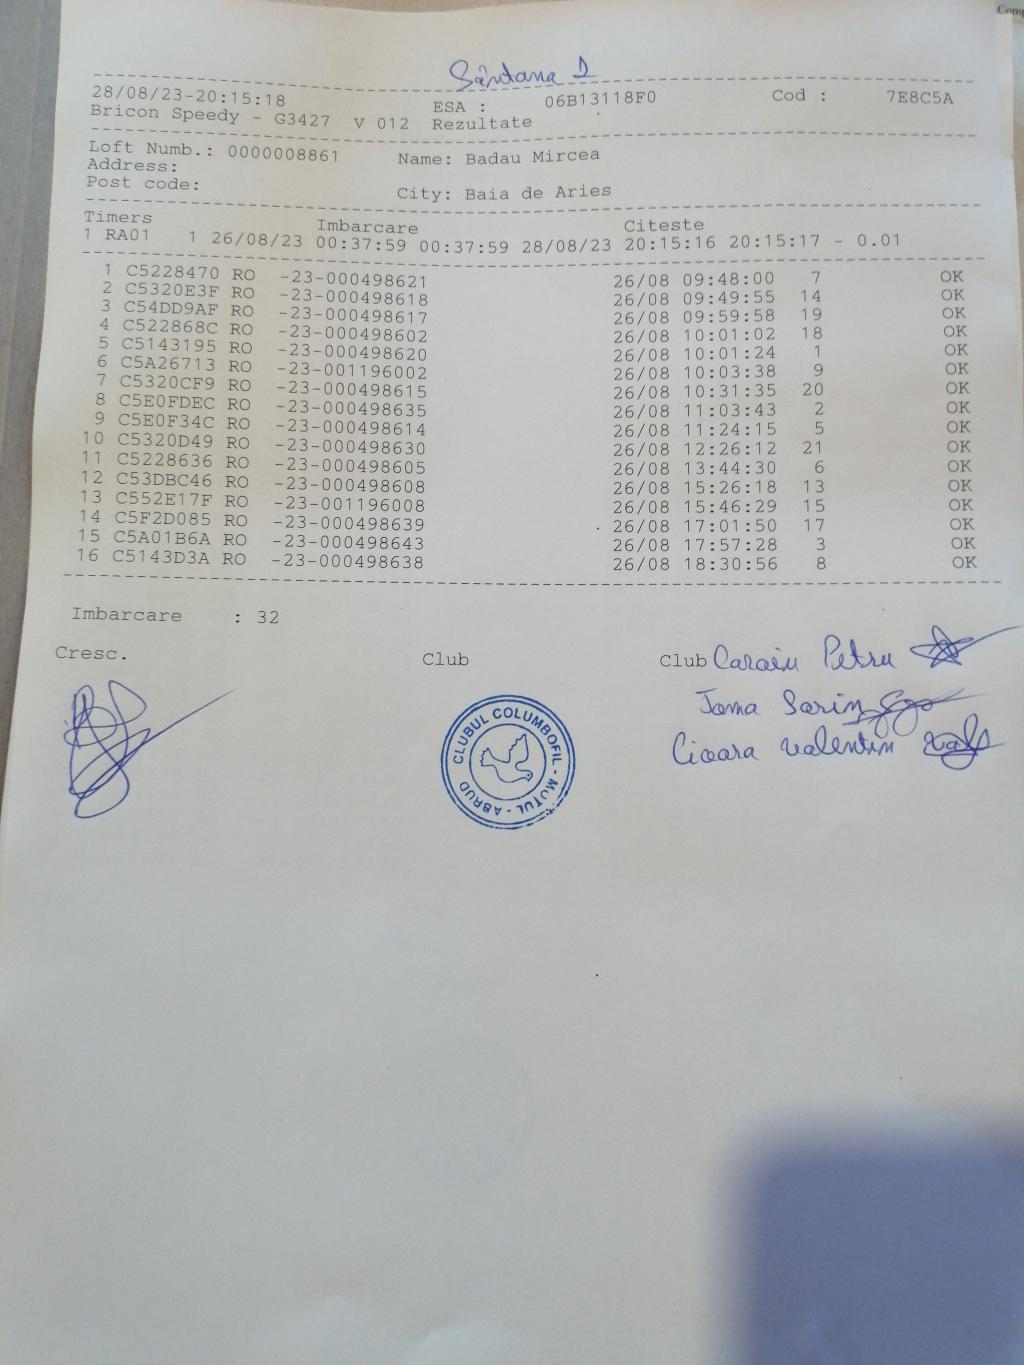 Comp
Sântana 1
28/08/23-20:15:18 ESA : 06B13118F0 Cod : 7E8C5A
Bricon Speedy - G3427 V 012 Rezultate
Loft Numb.: 0000008861 Name: Badau Mircea
Address:
Post code: City: Baia de Aries
Timers Imbarcare Citeste
1 RA01 1 26/08/23 00:37:59 00:37:59 28/08/23 20:15:16 20:15:17 - 0.01
1 C5228470 RO -23-000498621 26/08 09:48:00 7 OK
2 C5320E3F RO -23-000498618 26/08 09:49:55 14 OK
3 C54DD9AF RO -23-000498617 26/08 09:59:58 19 OK
4 C522868C RO -23-000498602 26/08 10:01:02 18 OK
5 C5143195 RO -23-000498620 26/08 10:01:24 1 OK
6 C5A26713 RO -23-001196002 26/08 10:03:38 9 OK
7 C5320CF9 RO -23-000498615 26/08 10:31:35 20 OK
8 C5E0FDEC RO -23-000498635 26/08 11:03:43 2 OK
9 C5E0F34C RO -23-000498614 26/08 11:24:15 5 OK
10 C5320D49 RO -23-000498630 26/08 12:26:12 21 OK
11 C5228636 RO -23-000498605 26/08 13:44:30 6 OK
12 C53DBC46 RO -23-000498608 26/08 15:26:18 13 OK
13 C552E17F RO -23-001196008 26/08 15:46:29 15 OK
14 C5F2D085 RO -23-000498639 26/08 17:01:50 17 OK
15 C5A01B6A RO -23-000498643 26/08 17:57:28 3 OK
16 C5143D3A RO -23-000498638 26/08 18:30:56 8 OK
Imbarcare : 32
Cresc. Club Club Petru
Sorin
Valentin
CLUBUL COLUMBOFIL - MOȚUL - ABRUD